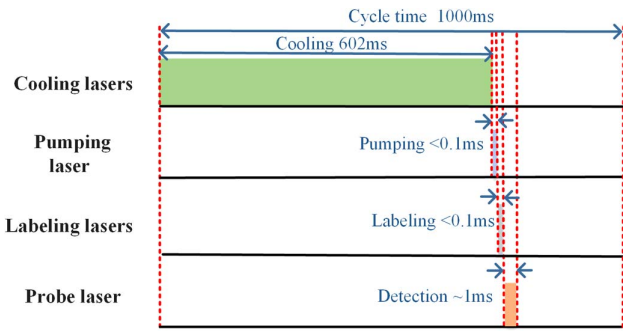 Cycle time 1000ms
Cooling 602ms
Cooling lasers
Pumping
laser
Pumping <0.1ms
Labeling lasers
Labeling <0.1ms
Probe laser
Detection ~1ms